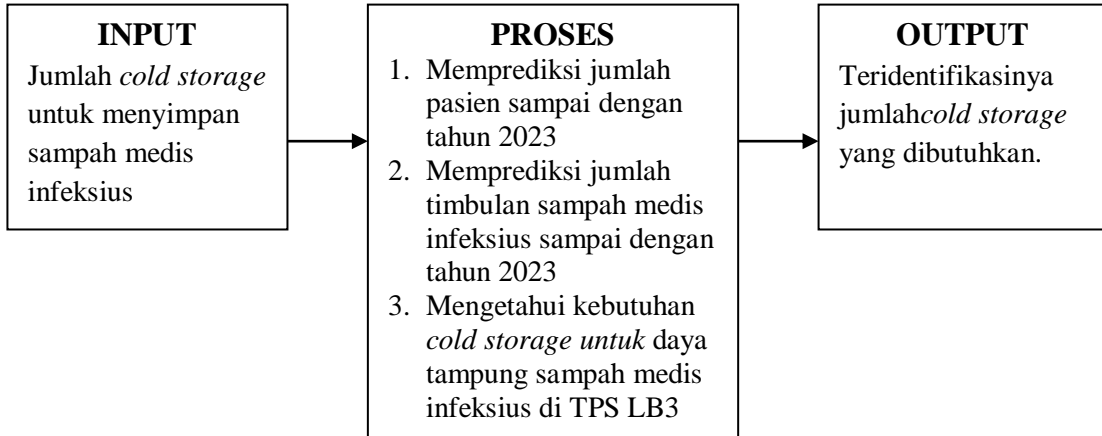 INPUT
Jumlah cold storage
untuk menyimpan
sampah medis
infeksius
PROSES
1. Memprediksi jumlah
pasien sampai dengan
tahun 2023
2. Memprediksi jumlah
timbulan sampah medis
infeksius sampai dengan
tahun 2023
3. Mengetahui kebutuhan
cold storage untuk daya
tampung sampah medis
infeksius di TPS LB3
OUTPUT
Teridentifikasinya
jumlahcold storage
yang dibutuhkan.